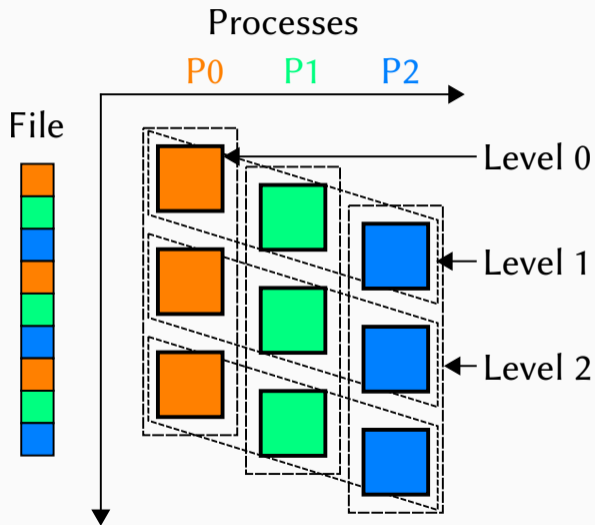 Processes
P0 P1 P2
File
Level 0
Level 1
Level 2